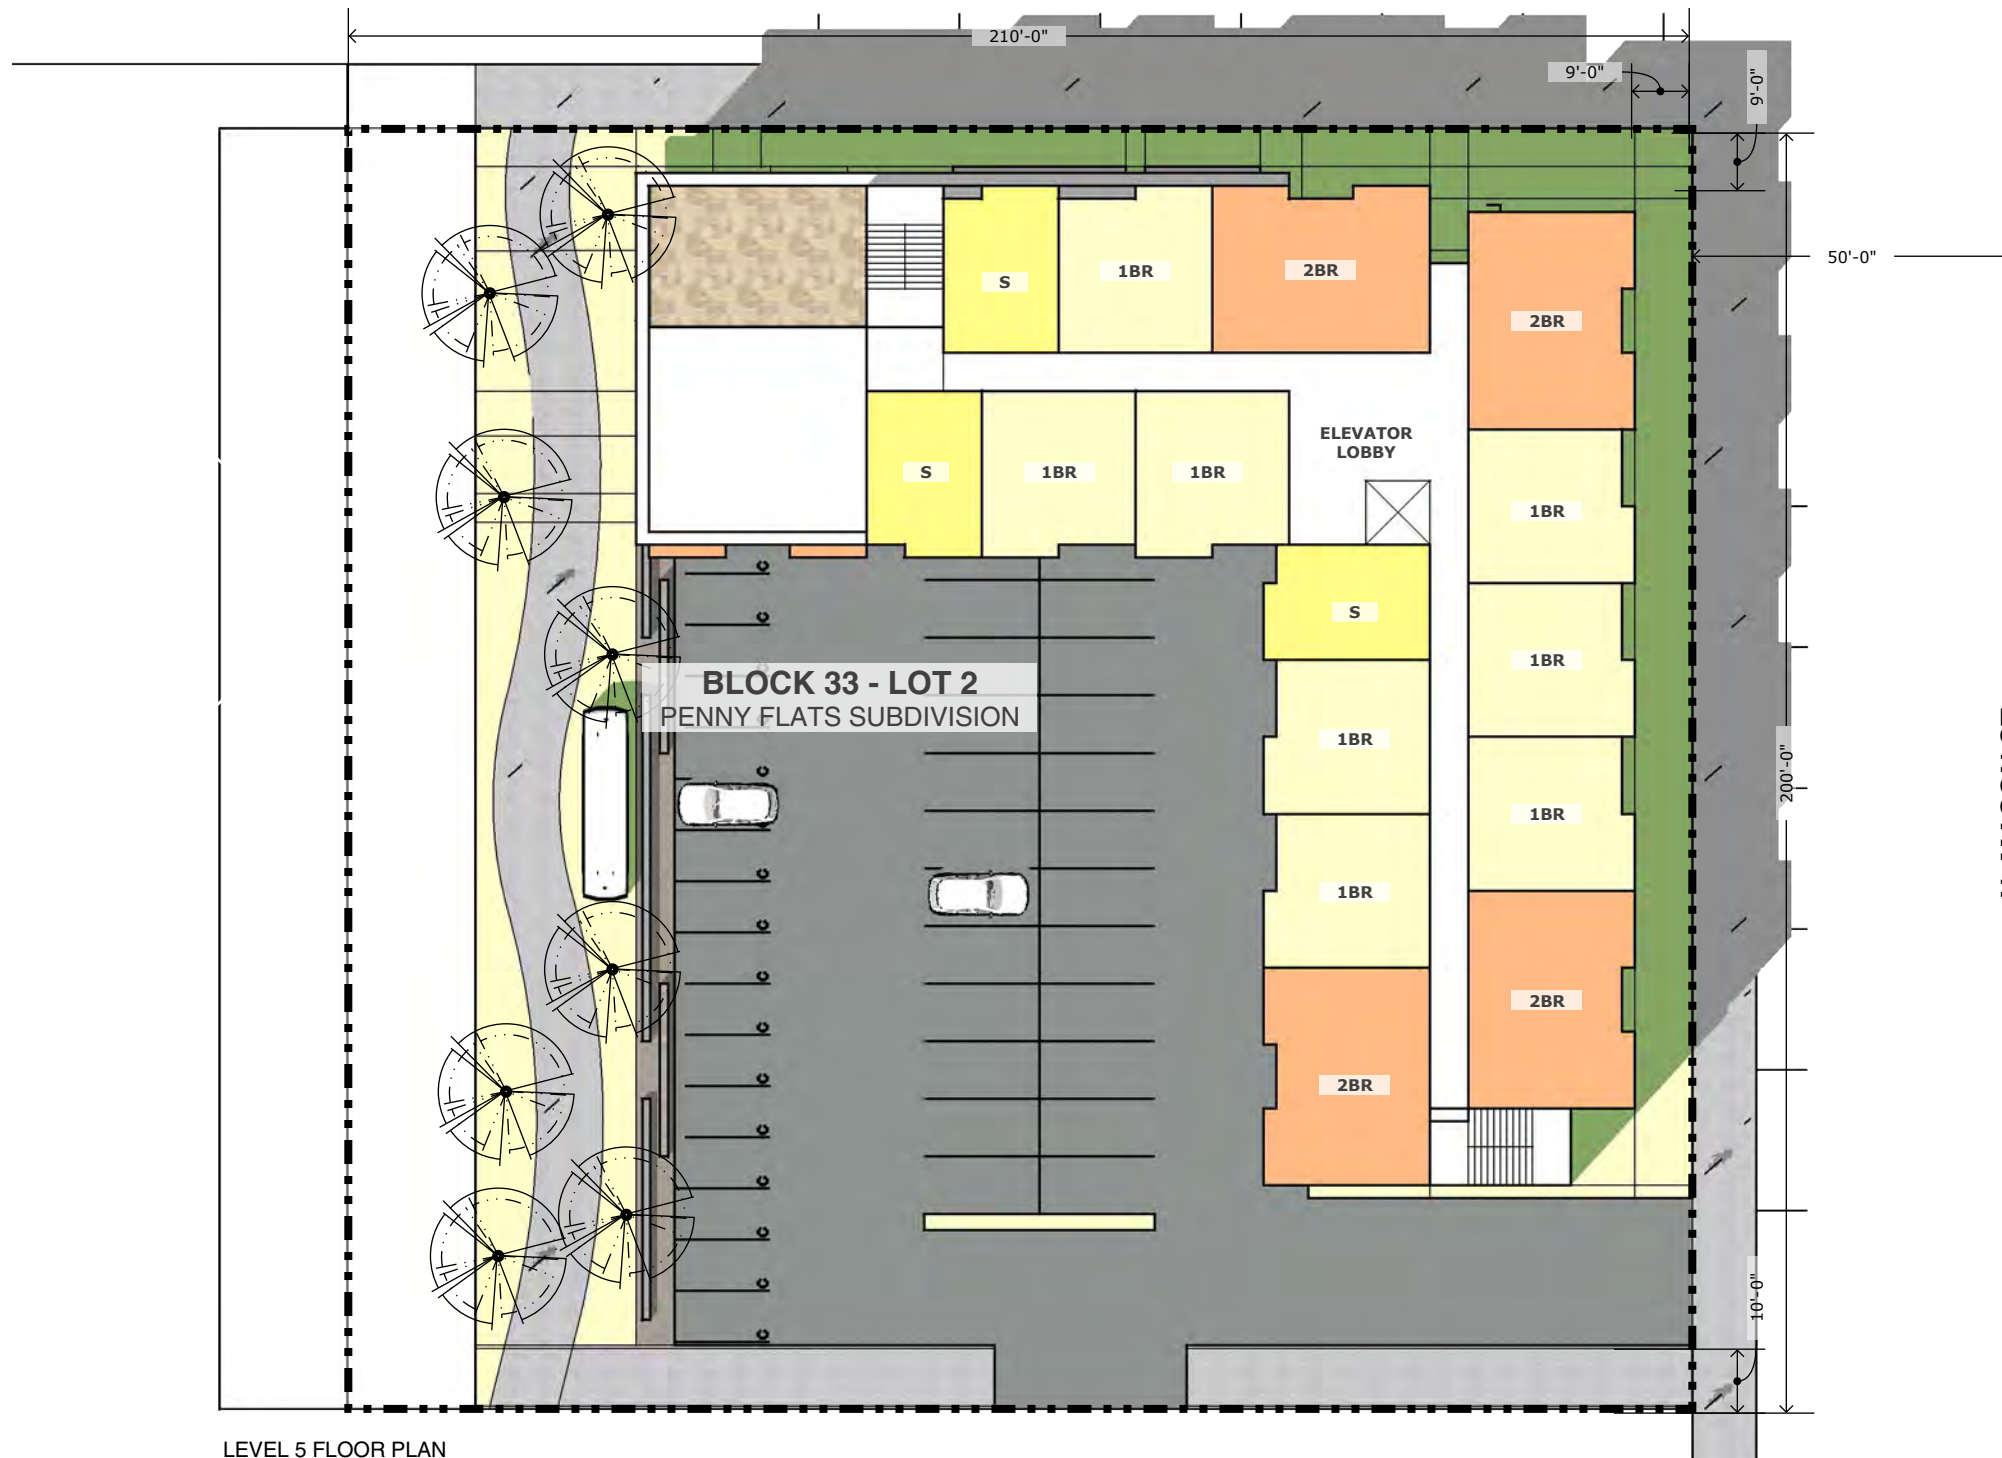 210'-0"
9'-0"
9'-0"
50'-0"
S
1BR
2BR
2BR
ELEVATOR
LOBBY
S
1BR
1BR
1BR
S
1BR
BLOCK 33 - LOT 2
PENNY FLATS SUBDIVISION
1BR
200'-0"
1BR
1BR
2BR
2BR
10'-0"
LEVEL 5 FLOOR PLAN